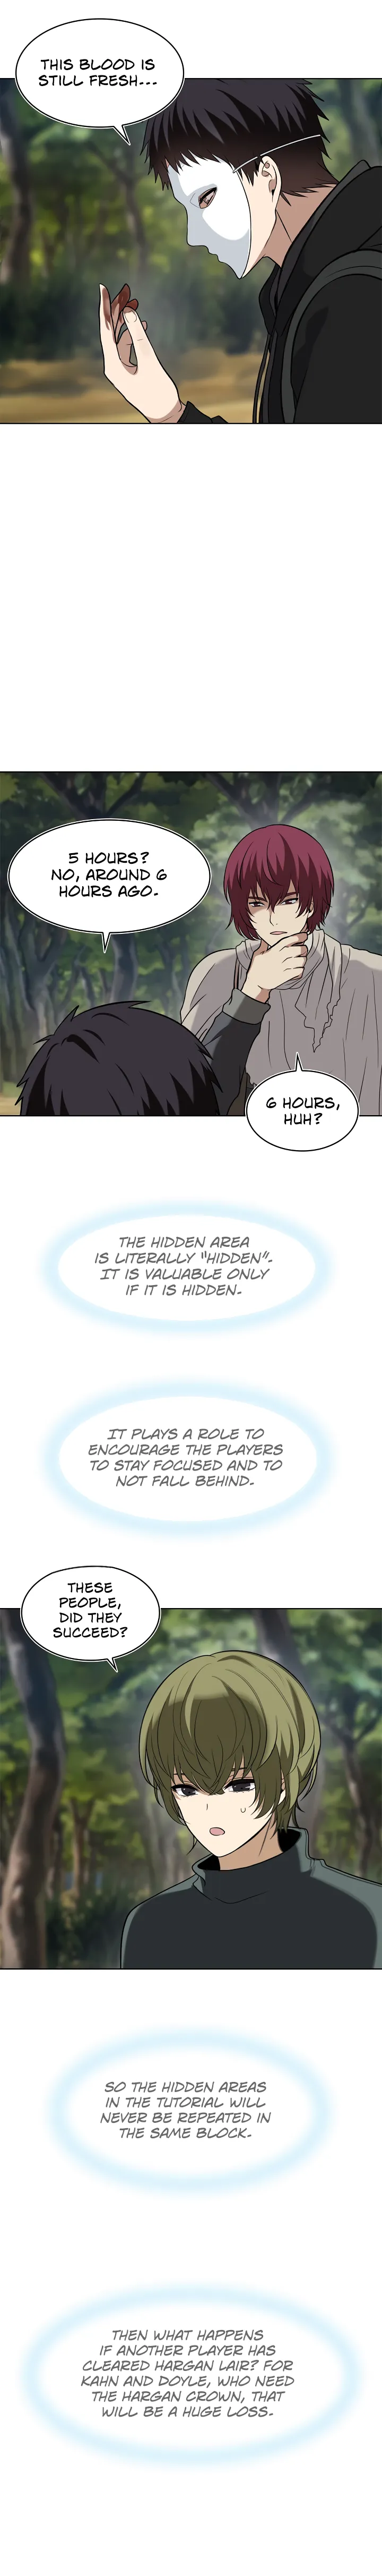 THIS BLOOD IS
STILL FRESH...
5 HOURS?
NO, AROUND 6
HOURS AGO.
6 HOURS,
HUH?
THE HIDDEN AREA
IS LITERALLY "HIDDEN".
IT IS VALUABLE ONLY
IF IT IS HIDDEN.
IT PLAYS A ROLE TO
ENCOURAGE THE PLAYERS
TO STAY FOCUSED AND TO
NOT FALL BEHIND.
THESE
PEOPLE,
DID THEY
SUCCEED?
SO THE HIDDEN AREAS
IN THE TUTORIAL WILL
NEVER BE REPEATED IN
THE SAME BLOCK.
THEN WHAT HAPPENS
IF ANOTHER PLAYER HAS
CLEARED HARGAN LAIR? FOR
KAHN AND DOYLE, WHO NEED
THE HARGAN CROWN, THAT
WILL BE A HUGE LOSS.